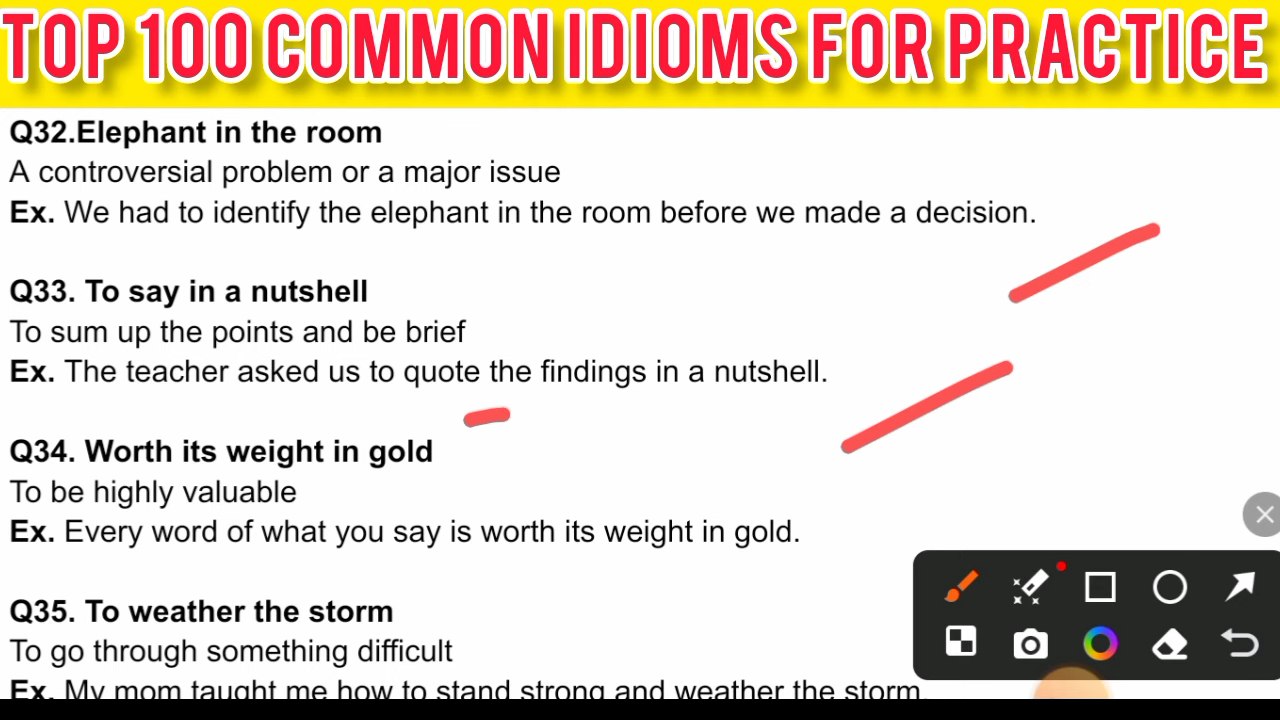 TOP 100 COMMON IDIOMS FOR PRACTICE
Q32.Elephant in the room
A controversial problem or a major issue
Ex. We had to identify the elephant in the room before we made a decision.
Q33. To say in a nutshell
To sum up the points and be brief
Ex. The teacher asked us to quote the findings in a nutshell.
Q34. Worth its weight in gold
To be highly valuable
Ex. Every word of what you say is worth its weight in gold.
Q35. To weather the storm
To go through something difficult
Ex. My mom taught me how to stand strong and weather the storm.